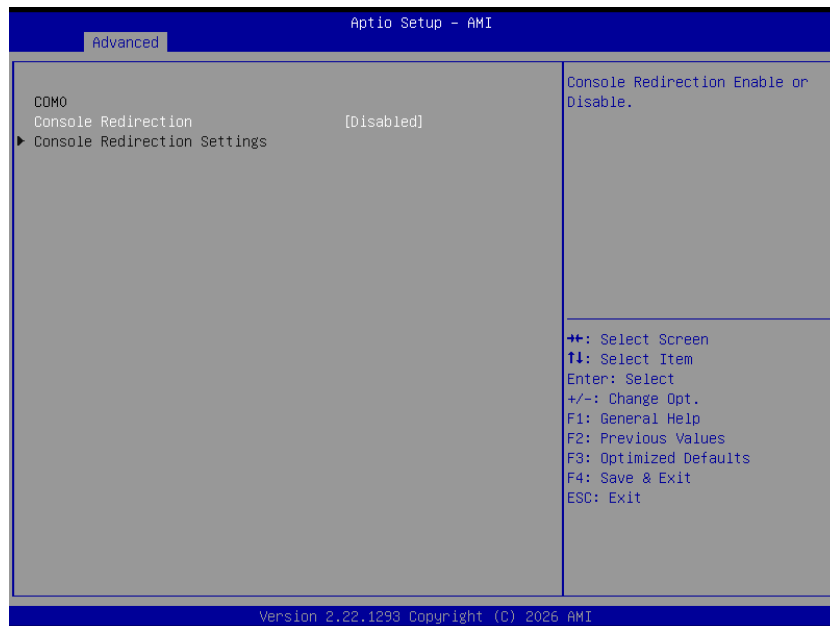 Aptio Setup – AMI
Advanced
COM0
Console Redirection [Disabled]
► Console Redirection Settings
Console Redirection Enable or
Disable.
→←: Select Screen
↑↓: Select Item
Enter: Select
+/-: Change Opt.
F1: General Help
F2: Previous Values
F3: Optimized Defaults
F4: Save & Exit
ESC: Exit
Version 2.22.1293 Copyright (C) 2026 AMI